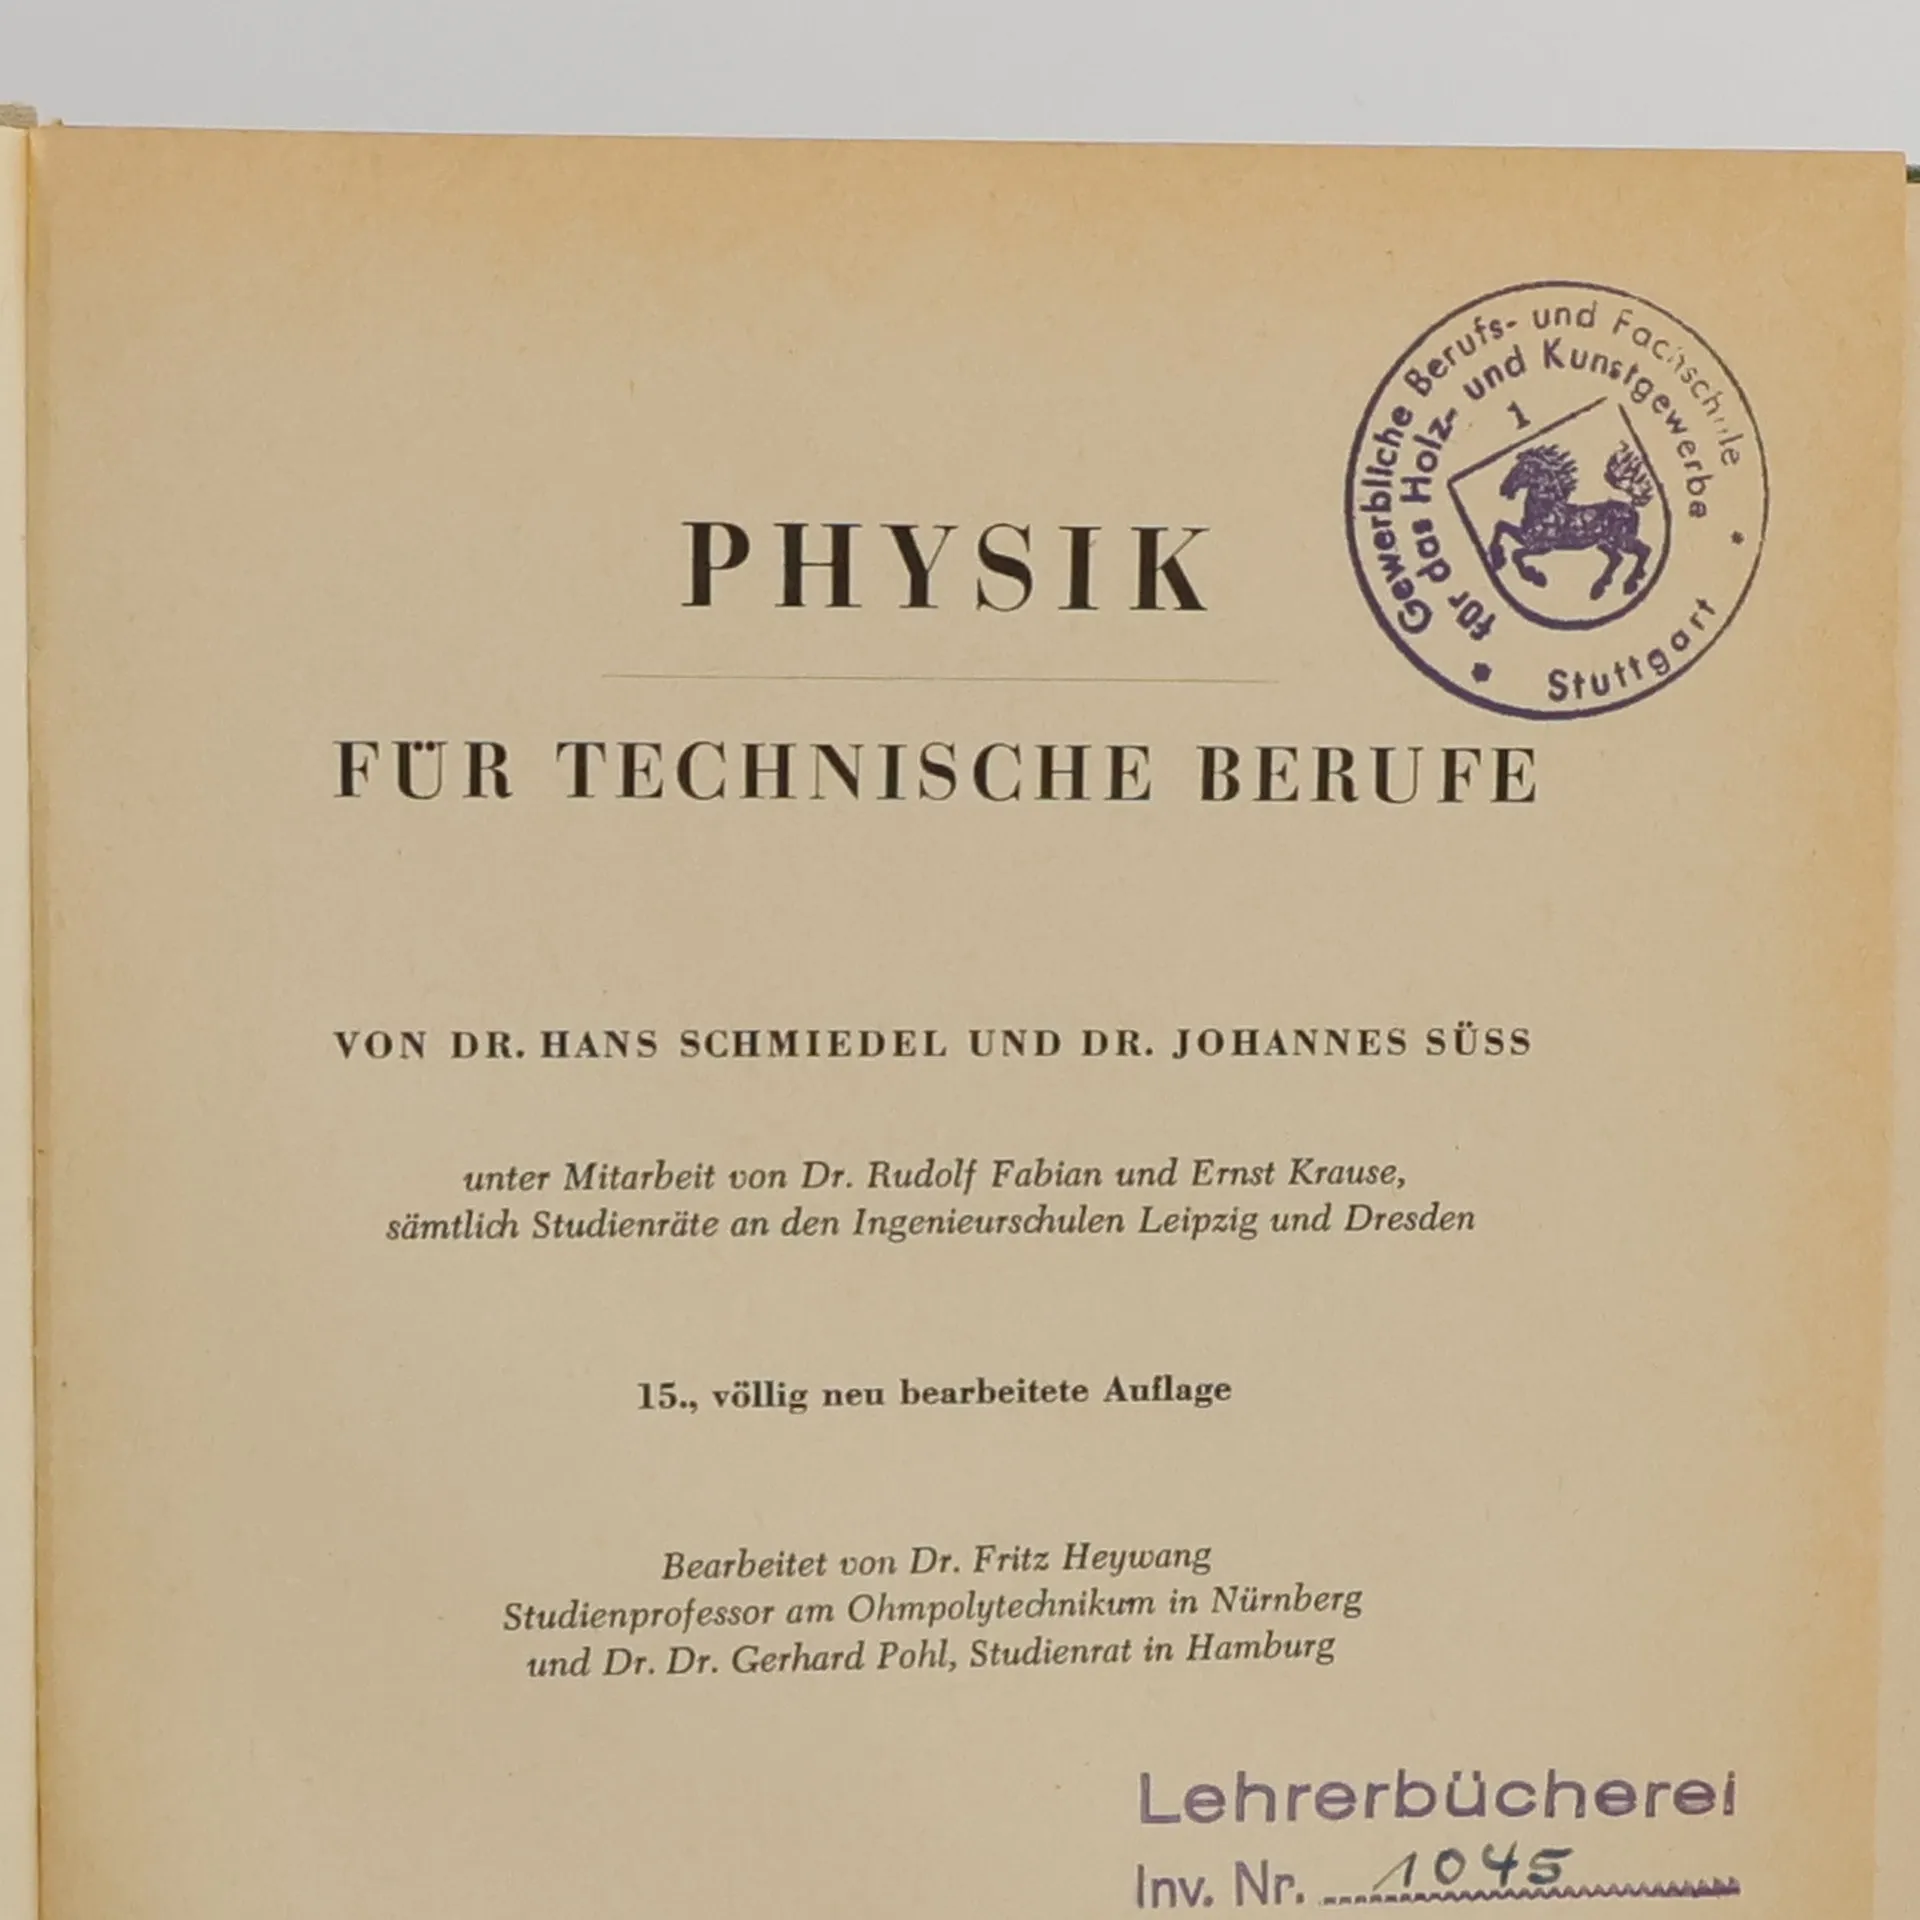 PHYSIK
FÜR TECHNISCHE BERUFE
Gewerbliche Berufs- und Fachschule
für das Holz- und Kunstgewerbe
1
* Stuttgart *
VON DR. HANS SCHMIEDEL UND DR. JOHANNES SÜSS
unter Mitarbeit von Dr. Rudolf Fabian und Ernst Krause,
sämtlich Studienräte an den Ingenieurschulen Leipzig und Dresden
15., völlig neu bearbeitete Auflage
Bearbeitet von Dr. Fritz Heywang
Studienprofessor am Ohmpolytechnikum in Nürnberg
und Dr. Dr. Gerhard Pohl, Studienrat in Hamburg
Lehrerbücherei
Inv. Nr. 1045